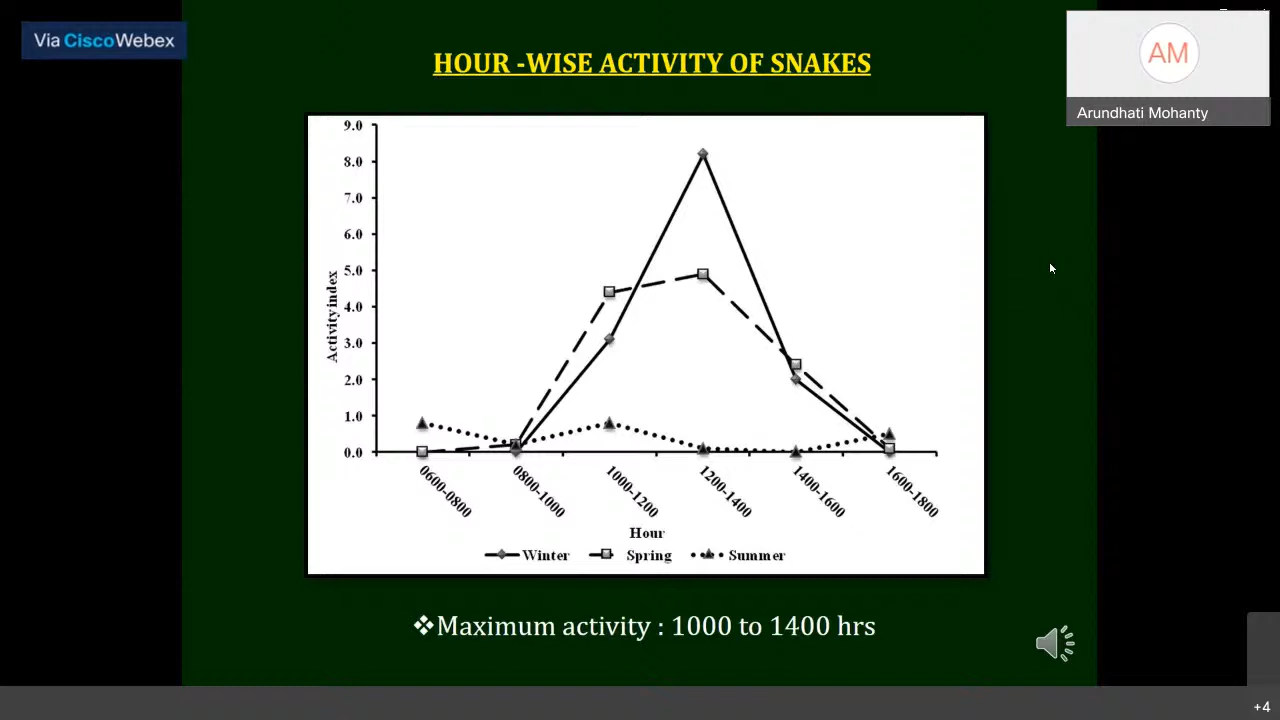 Via CiscoWebex
AM
Arundhati Mohanty
HOUR -WISE ACTIVITY OF SNAKES
9.0
8.0
7.0
6.0
5.0
4.0
3.0
2.0
1.0
0.0
Activity index
0600-0800
0800-1000
1000-1200
1200-1400
1400-1600
1600-1800
Hour
Winter
Spring
Summer
❖Maximum activity : 1000 to 1400 hrs
+4